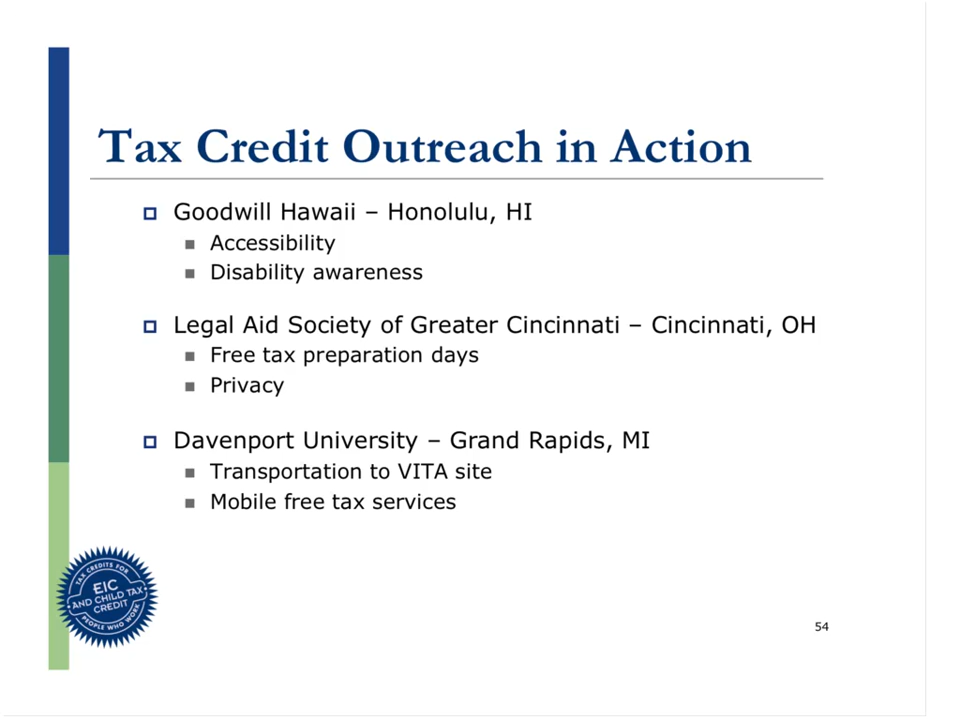 Tax Credit Outreach in Action
Goodwill Hawaii – Honolulu, HI
Accessibility
Disability awareness
Legal Aid Society of Greater Cincinnati – Cincinnati, OH
Free tax preparation days
Privacy
Davenport University – Grand Rapids, MI
Transportation to VITA site
Mobile free tax services
TAX CREDITS FOR
EIC
AND CHILD TAX
CREDIT
PEOPLE WHO WORK
54